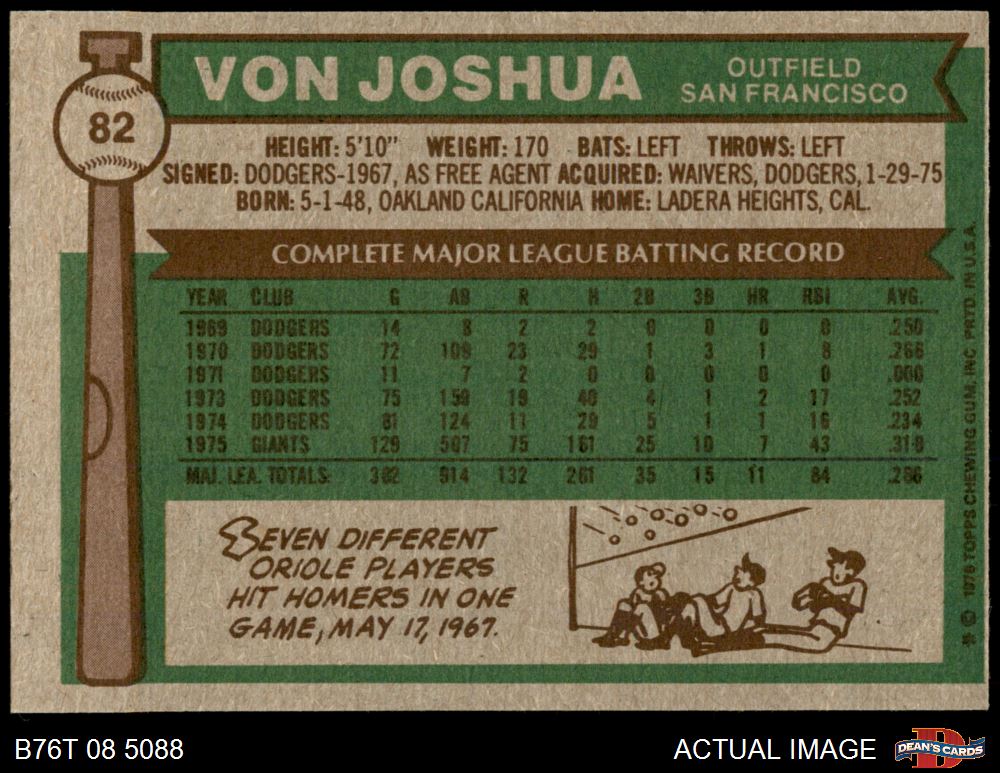 VON JOSHUA
OUTFIELD
SAN FRANCISCO
82
HEIGHT: 5'10" WEIGHT: 170 BATS: LEFT THROWS: LEFT
SIGNED: DODGERS-1967, AS FREE AGENT ACQUIRED: WAIVERS, DODGERS, 1-29-75
BORN: 5-1-48, OAKLAND CALIFORNIA HOME: LADERA HEIGHTS, CAL.
COMPLETE MAJOR LEAGUE BATTING RECORD
YEAR CLUB G AB R H 2B 3B HR RBI AVG.
1969 DODGERS 14 8 2 2 0 0 0 0 .250
1970 DODGERS 72 109 23 29 1 3 1 8 .266
1971 DODGERS 11 7 2 0 0 0 0 0 .000
1973 DODGERS 75 159 19 40 4 1 2 17 .252
1974 DODGERS 81 124 11 29 5 1 1 16 .234
1975 GIANTS 129 507 75 161 25 10 7 43 .318
MAJ. LEA. TOTALS: 382 914 132 261 35 15 11 84 .286
SEVEN DIFFERENT
ORIOLE PLAYERS
HIT HOMERS IN ONE
GAME, MAY 17, 1967.
© 1976 TOPPS CHEWING GUM, INC. PRTD. IN U.S.A.
B76T 08 5088
ACTUAL IMAGE
DEAN'S CARDS